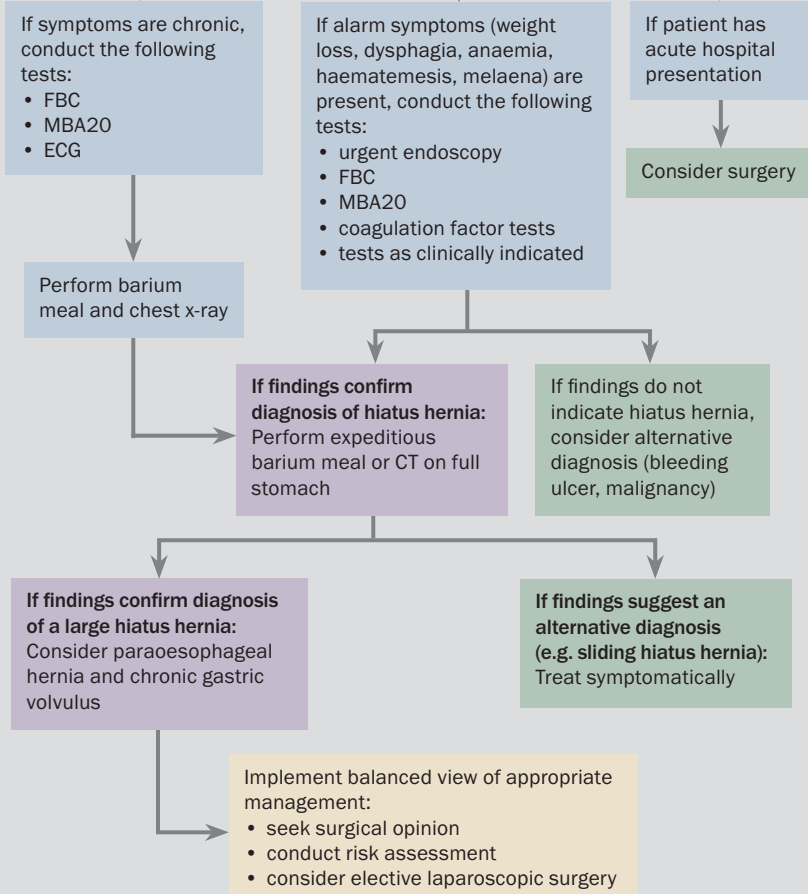 If symptoms are chronic,
conduct the following
tests:
• FBC
• MBA20
• ECG
If alarm symptoms (weight
loss, dysphagia, anaemia,
haematemesis, melaena) are
present, conduct the following
tests:
• urgent endoscopy
• FBC
• MBA20
• coagulation factor tests
• tests as clinically indicated
If patient has
acute hospital
presentation
Consider surgery
Perform barium
meal and chest x-ray
If findings confirm
diagnosis of hiatus hernia:
Perform expeditious
barium meal or CT on full
stomach
If findings do not
indicate hiatus hernia,
consider alternative
diagnosis (bleeding
ulcer, malignancy)
If findings confirm diagnosis
of a large hiatus hernia:
Consider paraoesophageal
hernia and chronic gastric
volvulus
If findings suggest an
alternative diagnosis
(e.g. sliding hiatus hernia):
Treat symptomatically
Implement balanced view of appropriate
management:
• seek surgical opinion
• conduct risk assessment
• consider elective laparoscopic surgery